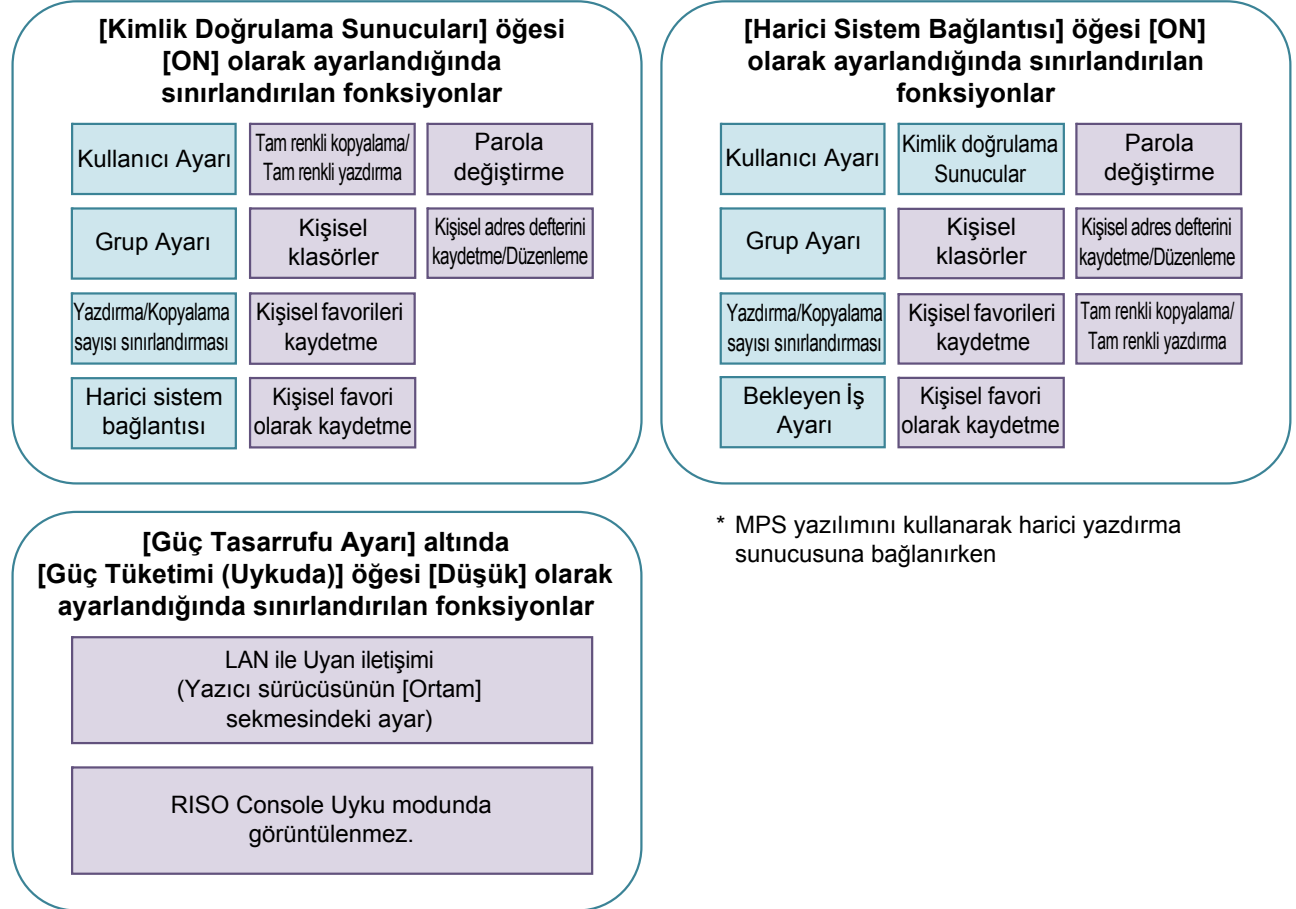 [Kimlik Doğrulama Sunucuları] öğesi
[ON] olarak ayarlandığında
sınırlandırılan fonksiyonlar
Kullanıcı Ayarı
Tam renkli kopyalama/
Tam renkli yazdırma
Parola
değiştirme
Grup Ayarı
Kişisel
klasörler
Kişisel adres defterini
kaydetme/Düzenleme
Yazdırma/Kopyalama
sayısı sınırlandırması
Kişisel favorileri
kaydetme
Harici sistem
bağlantısı
Kişisel favori
olarak kaydetme
[Harici Sistem Bağlantısı] öğesi [ON]
olarak ayarlandığında sınırlandırılan
fonksiyonlar
Kullanıcı Ayarı
Kimlik doğrulama
Sunucular
Parola
değiştirme
Grup Ayarı
Kişisel
klasörler
Kişisel adres defterini
kaydetme/Düzenleme
Yazdırma/Kopyalama
sayısı sınırlandırması
Kişisel favorileri
kaydetme
Tam renkli kopyalama/
Tam renkli yazdırma
Bekleyen İş
Ayarı
Kişisel favori
olarak kaydetme
[Güç Tasarrufu Ayarı] altında
[Güç Tüketimi (Uykuda)] öğesi [Düşük] olarak
ayarlandığında sınırlandırılan fonksiyonlar
LAN ile Uyan iletişimi
(Yazıcı sürücüsünün [Ortam]
sekmesindeki ayar)
RISO Console Uyku modunda
görüntülenmez.
* MPS yazılımını kullanarak harici yazdırma
sunucusuna bağlanırken